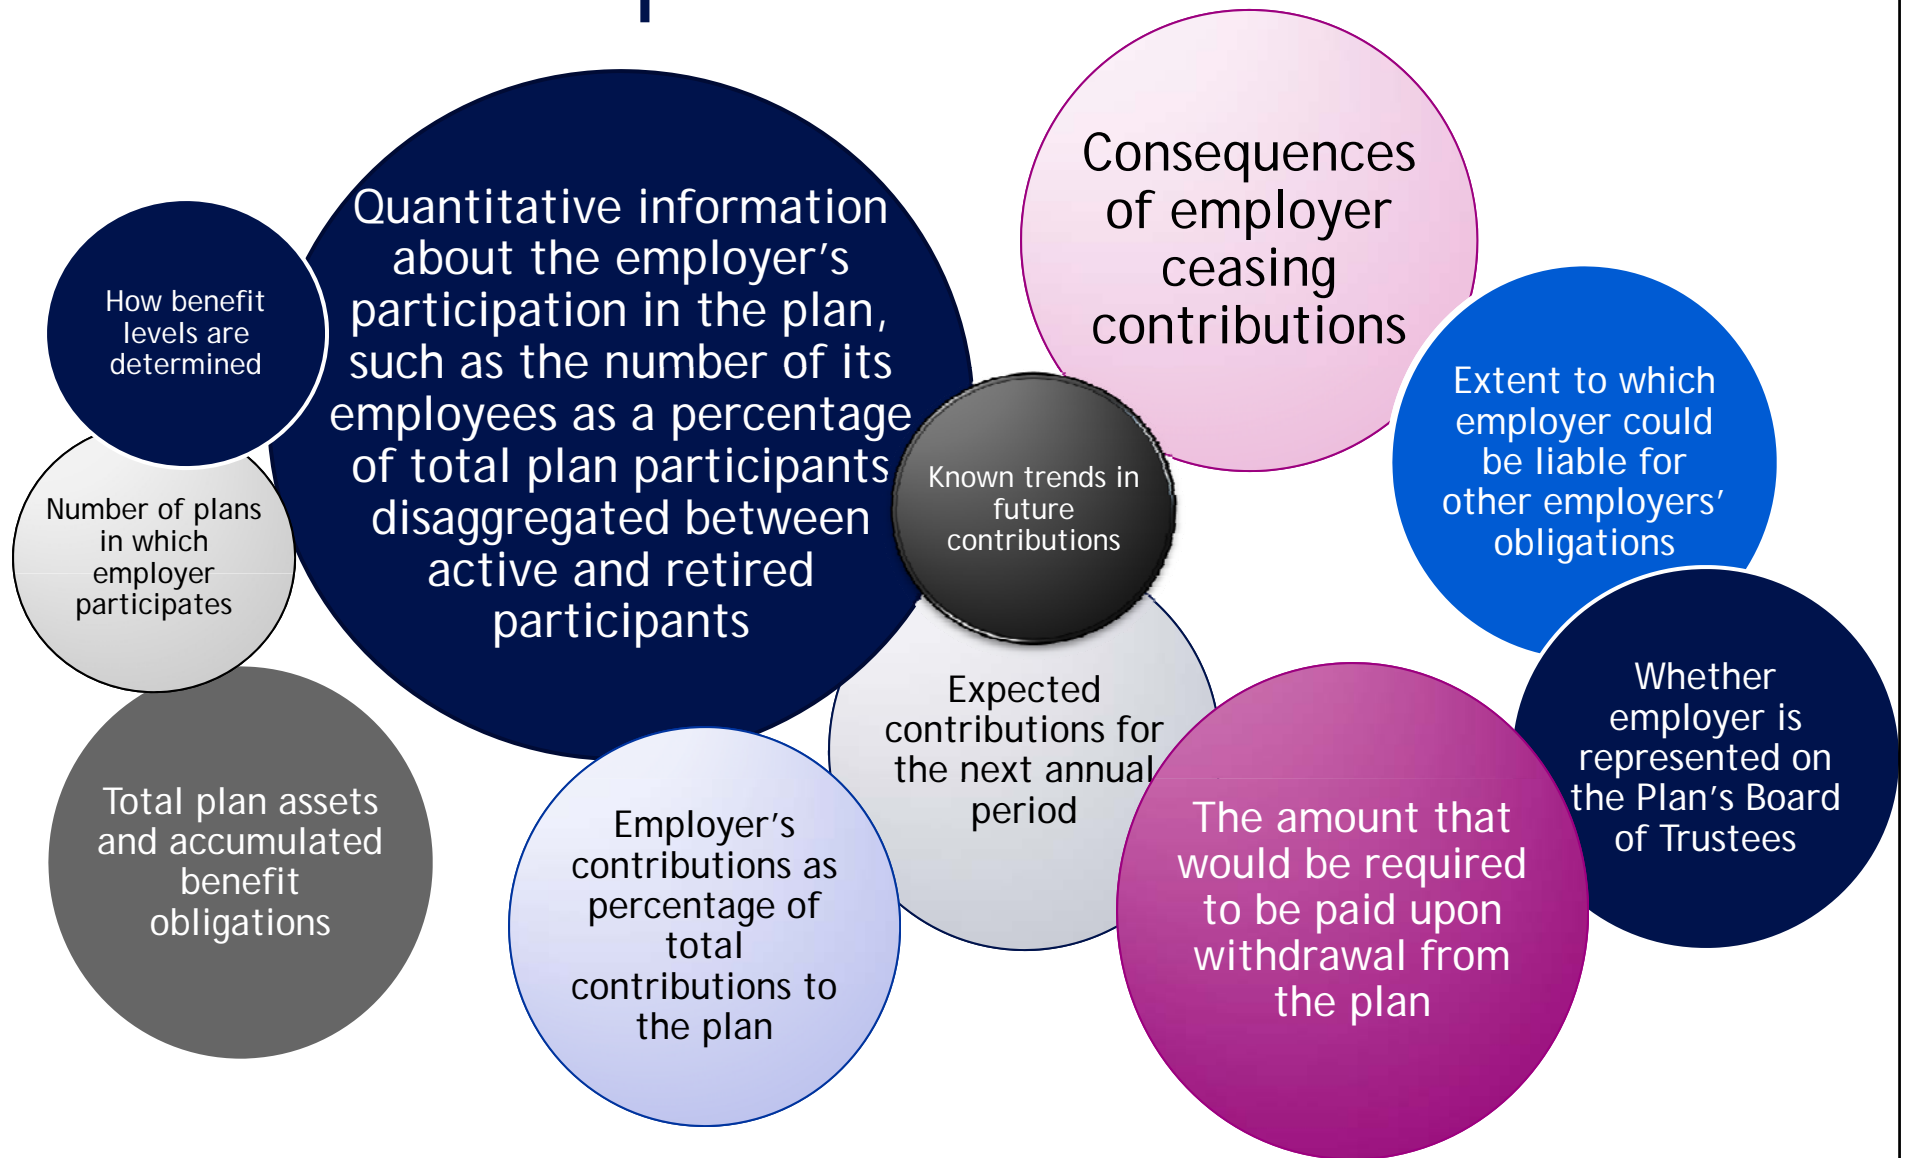 Quantitative information
about the employer's
participation in the plan,
such as the number of its
employees as a percentage
of total plan participants
disaggregated between
active and retired
participants
Consequences
of employer
ceasing
contributions
How benefit
levels are
determined
Extent to which
employer could
be liable for
other employers'
obligations
Known trends in
future
contributions
Number of plans
in which
employer
participates
Whether
employer is
represented on
the Plan's Board
of Trustees
Expected
contributions for
the next annual
period
Total plan assets
and accumulated
benefit
obligations
Employer's
contributions as
percentage of
total
contributions to
the plan
The amount that
would be required
to be paid upon
withdrawal from
the plan